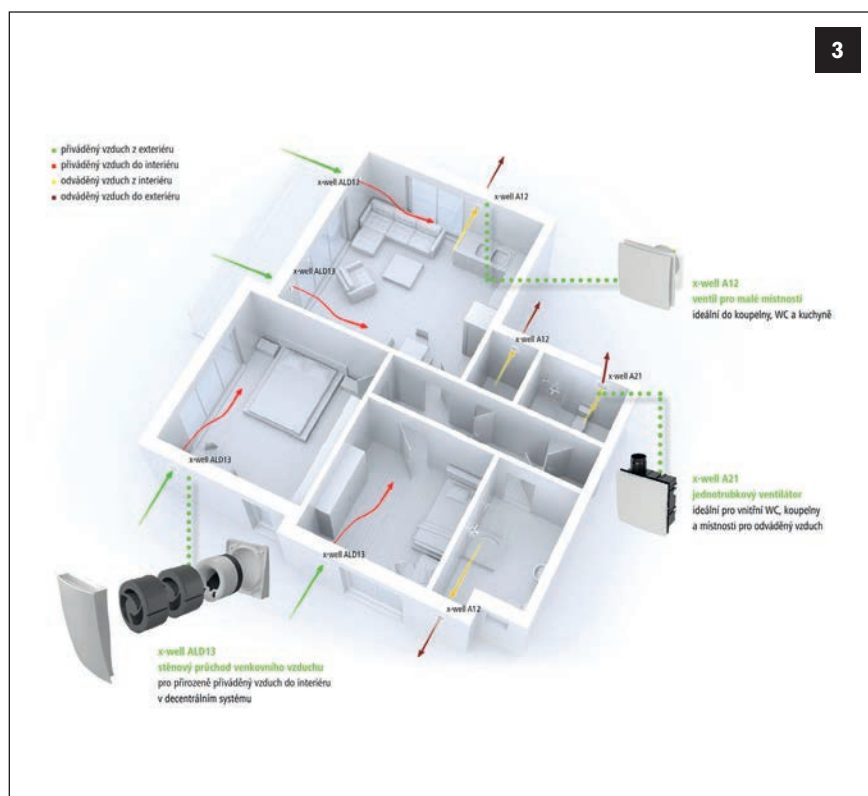 3
přiváděný vzduch z exteriéru
přiváděný vzduch do interiéru
odváděný vzduch z interiéru
odváděný vzduch do exteriéru
x-well ALD13
x-well A12
x-well ALD13
x-well A12
ventil pro malé místnosti
ideální do koupelny, WC a kuchyně
x-well A12
x-well A21
x-well ALD13
x-well A21
jednotrubkový ventilátor
ideální pro vnitřní WC, koupelny
a místnosti pro odváděný vzduch
x-well ALD13
x-well A12
x-well ALD13
stěnový průchod venkovního vzduchu
pro přirozeně přiváděný vzduch do interiéru
v decentrálním systému